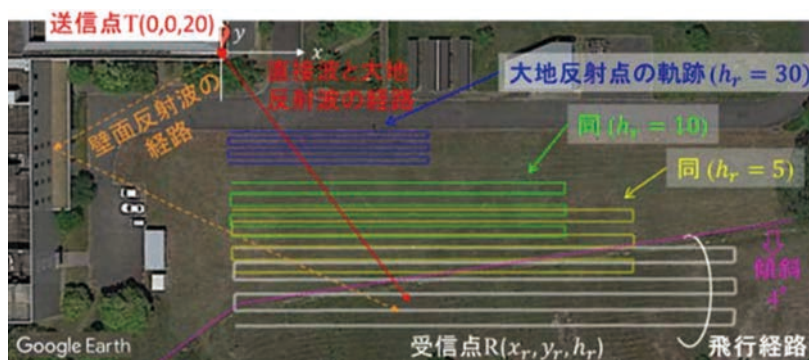 送信点T(0,0,20)
y
x
直接波と大地
反射波の経路
壁面反射波の
経路
大地反射点の軌跡(hᵣ = 30)
同(hᵣ = 10)
同(hᵣ = 5)
傾斜
4°
Google Earth
受信点R(xᵣ, yᵣ, hᵣ)
飛行経路